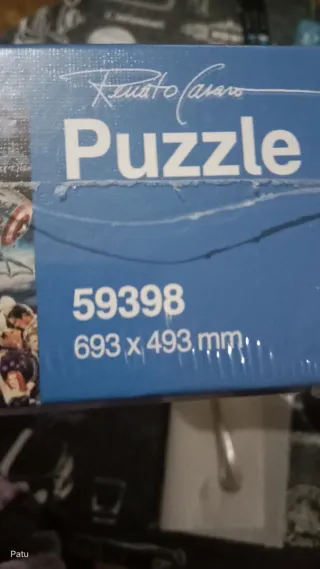 Renato Casaro
Puzzle
59398
693 x 493 mm
Patu